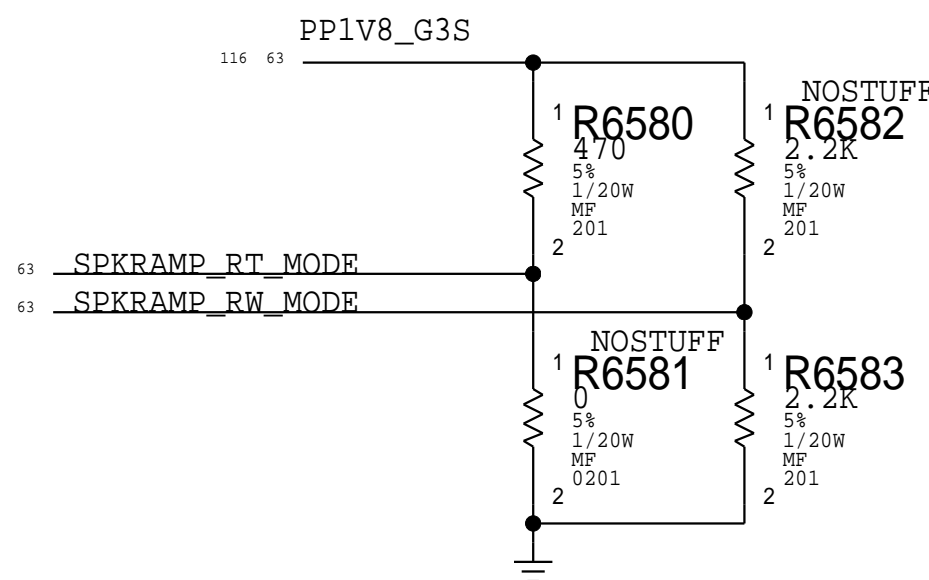 PP1V8_G3S
116 63
NOSTUFF
1
R6580
470
5%
1/20W
MF
201
2
1
R6582
2.2K
5%
1/20W
MF
201
2
63 SPKRAMP_RT_MODE
63 SPKRAMP_RW_MODE
NOSTUFF
1
R6581
0
5%
1/20W
MF
0201
2
1
R6583
2.2K
5%
1/20W
MF
201
2